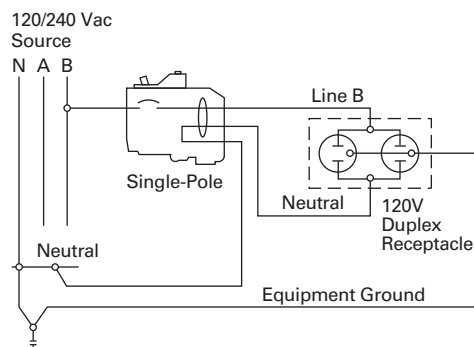 120/240 Vac
Source
N A B
Line B
Single-Pole
Neutral
120V
Duplex
Receptacle
Neutral
Equipment Ground